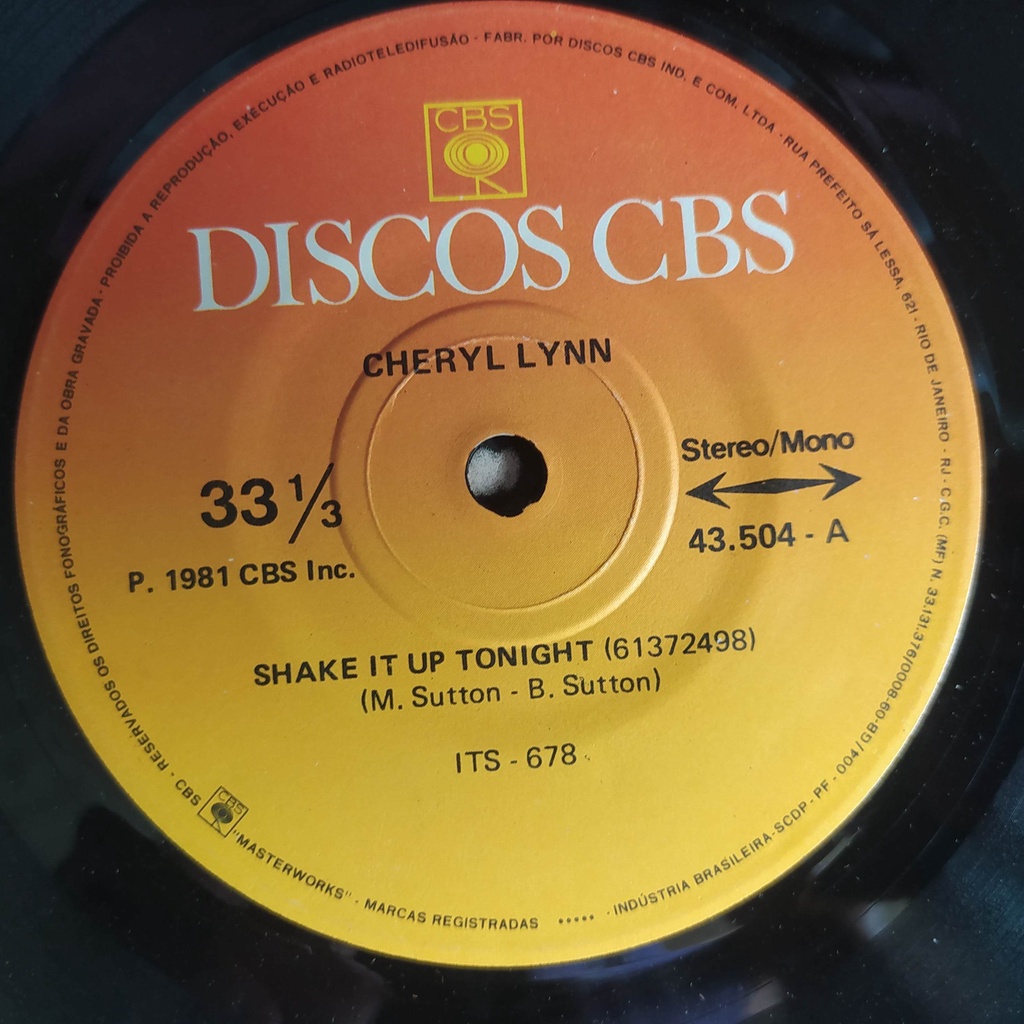 CBS
DISCOS CBS
CHERYL LYNN
33 1/3
P. 1981 CBS Inc.
Stereo/Mono
43.504 - A
SHAKE IT UP TONIGHT (61372498)
(M. Sutton - B. Sutton)
ITS - 678
RESERVADOS OS DIREITOS FONOGRÁFICOS E DA OBRA GRAVADA · PROIBIDA A REPRODUÇÃO, EXECUÇÃO E RADIOTELEDIFUSÃO · FABR. POR DISCOS CBS IND. E COM. LTDA · RUA PREFEITO SÁ LESSA, 621 · RIO DE JANEIRO · RJ · C.G.C. (MF) N. 33.131.376/0008-09-GB/004 - PF - SCDP - INDÚSTRIA BRASILEIRA ·
CBS CBS "MASTERWORKS" · MARCAS REGISTRADAS